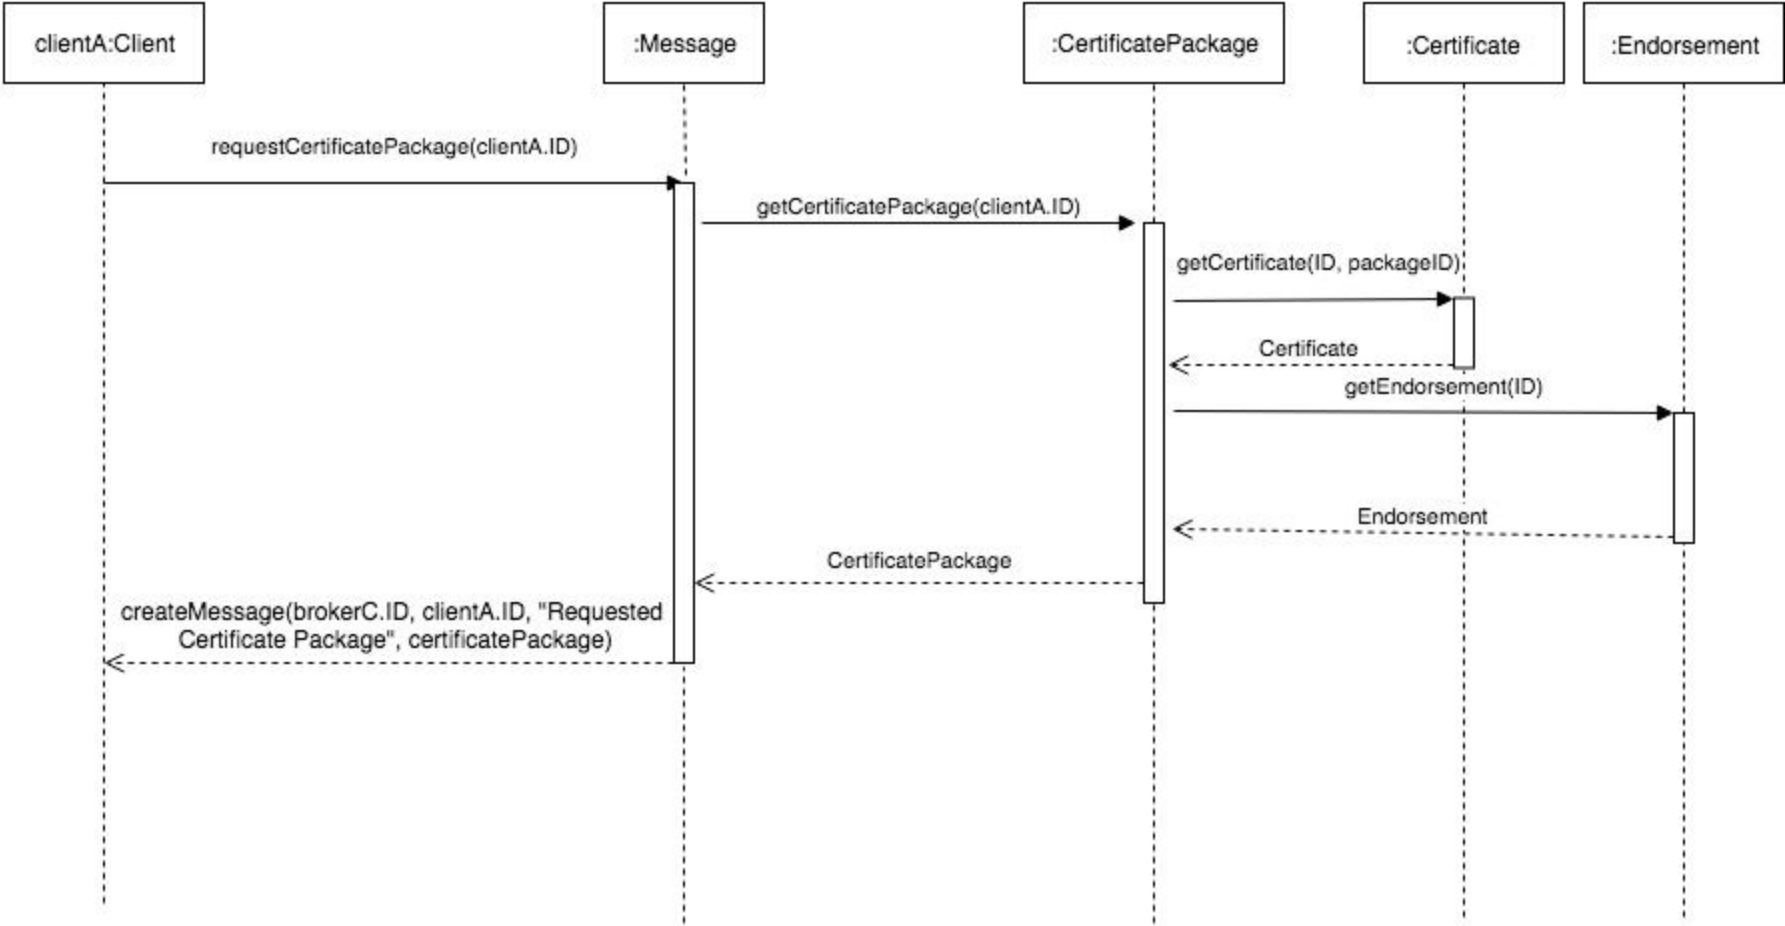 clientA:Client
:Message
:CertificatePackage
:Certificate
:Endorsement
requestCertificatePackage(clientA.ID)
getCertificatePackage(clientA.ID)
getCertificate(ID, packageID)
Certificate
getEndorsement(ID)
Endorsement
CertificatePackage
createMessage(brokerC.ID, clientA.ID, "Requested
Certificate Package", certificatePackage)